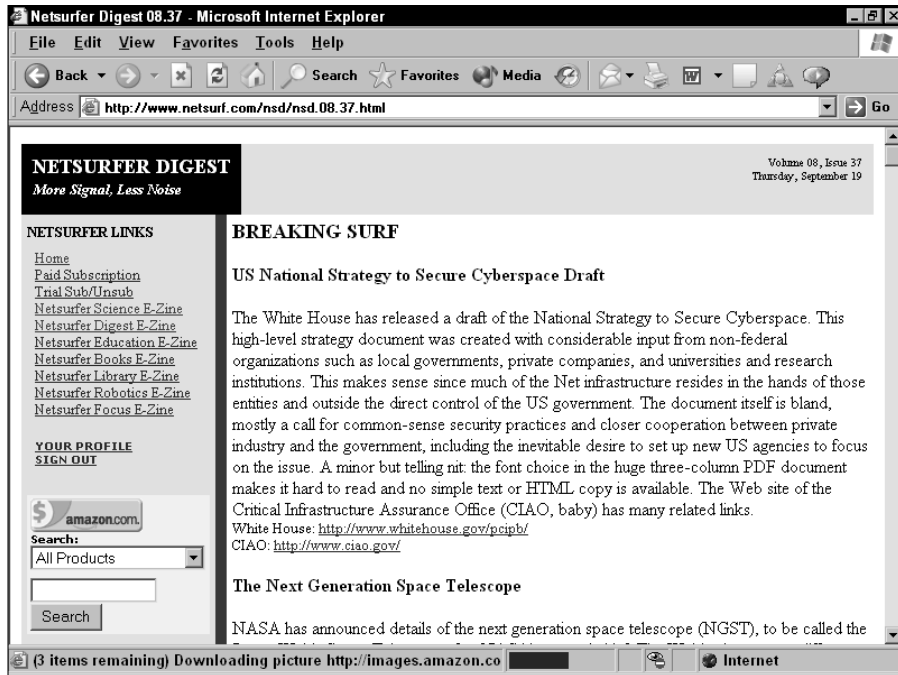 Netsurfer Digest 08.37 - Microsoft Internet Explorer
File Edit View Favorites Tools Help
Back Search Favorites Media
Address http://www.netsurf.com/nsd/nsd.08.37.html Go
NETSURFER DIGEST
More Signal, Less Noise
Volume 08, Issue 37
Thursday, September 19
NETSURFER LINKS
Home
Paid Subscription
Trial Sub/Unsub
Netsurfer Science E-Zine
Netsurfer Digest E-Zine
Netsurfer Education E-Zine
Netsurfer Books E-Zine
Netsurfer Library E-Zine
Netsurfer Robotics E-Zine
Netsurfer Focus E-Zine
YOUR PROFILE
SIGN OUT
amazon.com.
Search:
All Products
Search
BREAKING SURF
US National Strategy to Secure Cyberspace Draft
The White House has released a draft of the National Strategy to Secure Cyberspace. This
high-level strategy document was created with considerable input from non-federal
organizations such as local governments, private companies, and universities and research
institutions. This makes sense since much of the Net infrastructure resides in the hands of those
entities and outside the direct control of the US government. The document itself is bland,
mostly a call for common-sense security practices and closer cooperation between private
industry and the government, including the inevitable desire to set up new US agencies to focus
on the issue. A minor but telling nit: the font choice in the huge three-column PDF document
makes it hard to read and no simple text or HTML copy is available. The Web site of the
Critical Infrastructure Assurance Office (CIAO, baby) has many related links.
White House: http://www.whitehouse.gov/pcipb/
CIAO: http://www.ciao.gov/
The Next Generation Space Telescope
NASA has announced details of the next generation space telescope (NGST), to be called the
(3 items remaining) Downloading picture http://images.amazon.co Internet